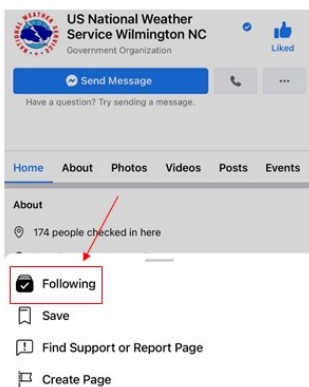 US National Weather
Service Wilmington NC
Government Organization
Liked
Send Message
Have a question? Try sending a message.
Home About Photos Videos Posts Events
About
174 people checked in here
Following
Save
Find Support or Report Page
Create Page